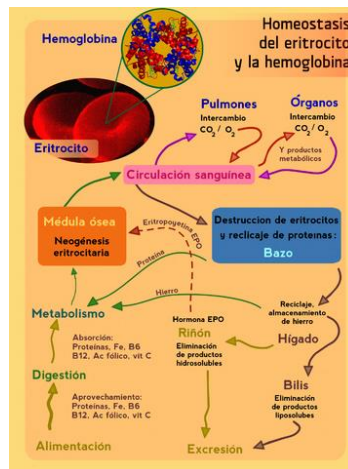 Homeostasis
del eritrocito
y la hemoglobina
Hemoglobina
Eritrocito
Pulmones
Intercambio
CO2/ O2
Órganos
Intercambio
CO2/ O2
Y productos
metabólicos
Circulación sanguínea
Médula ósea
Neogénesis
eritrocitaria
Eritropoyetina EPO
Destruccion de eritrocitos
y reclicaje de proteínas:
Bazo
Proteína
Hierro
Metabolismo
Absorción:
Proteínas, Fe, B6
B12, Ac fólico, vit C
Digestión
Aprovechamiento:
Proteínas, Fe, B6
B12, Ac fólico, vit C
Alimentación
Hormona EPO
Riñón
Eliminación
de productos
hidrosolubles
Reciclaje,
almacenamiento
de hierro
Hígado
Bilis
Eliminación
de productos
liposolubles
Excresión